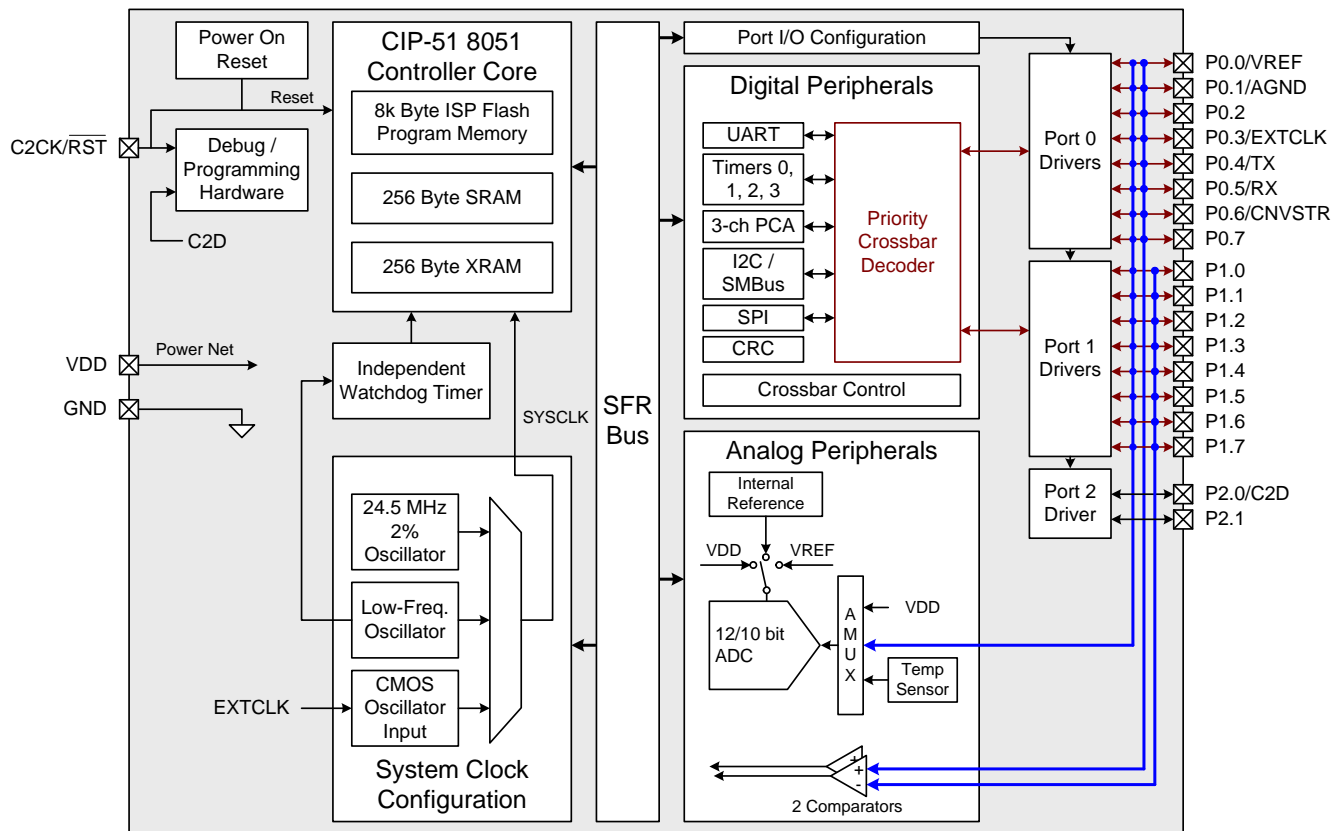 Power On
Reset
Reset
C2CK/RST
Debug /
Programming
Hardware
C2D
VDD
Power Net
GND
CIP-51 8051
Controller Core
8k Byte ISP Flash
Program Memory
256 Byte SRAM
256 Byte XRAM
Independent
Watchdog Timer
SYSCLK
24.5 MHz
2%
Oscillator
Low-Freq.
Oscillator
EXTCLK
CMOS
Oscillator
Input
System Clock
Configuration
SFR
Bus
Port I/O Configuration
Digital Peripherals
UART
Timers 0,
1, 2, 3
3-ch PCA
I2C /
SMBus
SPI
CRC
Priority
Crossbar
Decoder
Crossbar Control
Analog Peripherals
Internal
Reference
VDD
VREF
12/10 bit
ADC
A
M
U
X
VDD
Temp
Sensor
+
+
-
2 Comparators
Port 0
Drivers
Port 1
Drivers
Port 2
Driver
P0.0/VREF
P0.1/AGND
P0.2
P0.3/EXTCLK
P0.4/TX
P0.5/RX
P0.6/CNVSTR
P0.7
P1.0
P1.1
P1.2
P1.3
P1.4
P1.5
P1.6
P1.7
P2.0/C2D
P2.1